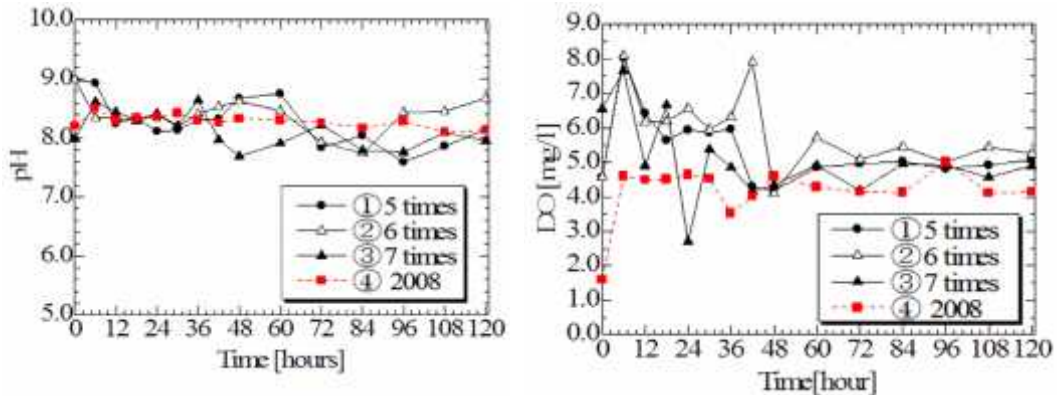 10.0
9.0
8.0
7.0
6.0
5.0
pH
0 12 24 36 48 60 72 84 96 108 120
Time [hours]
① 5 times
② 6 times
③ 7 times
④ 2008
9.0
8.0
7.0
6.0
5.0
4.0
3.0
2.0
1.0
0.0
DO [mg/l]
0 12 24 36 48 60 72 84 96 108 120
Time[hour]
① 5 times
② 6 times
③ 7 times
④ 2008